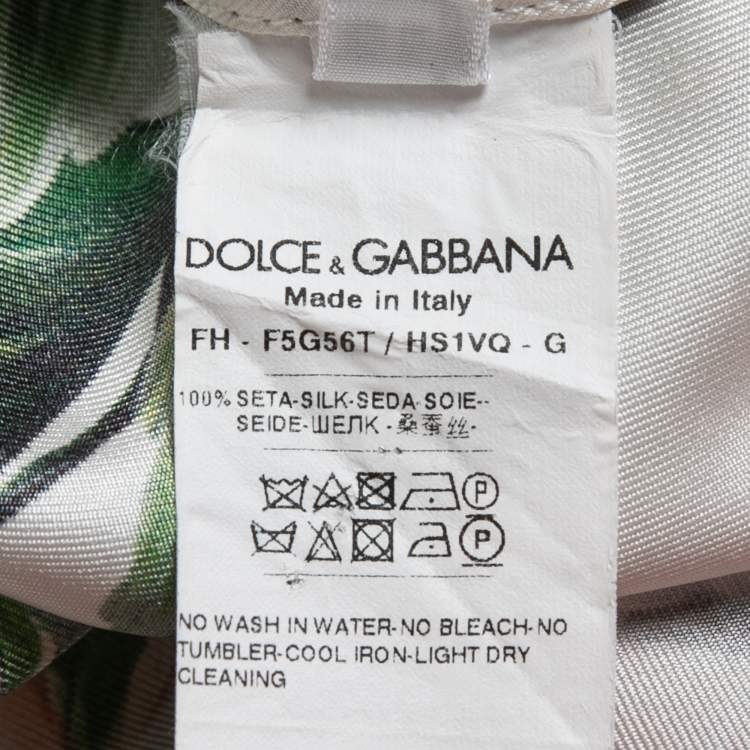 DOLCE & GABBANA
Made in Italy
FH - F5G56T / HS1VQ - G
100% SETA-SILK-SEDA-SOIE--
SEIDE-ШЕЛК -桑蚕丝-
P
P
NO WASH IN WATER-NO BLEACH-NO
TUMBLER-COOL IRON-LIGHT DRY
CLEANING